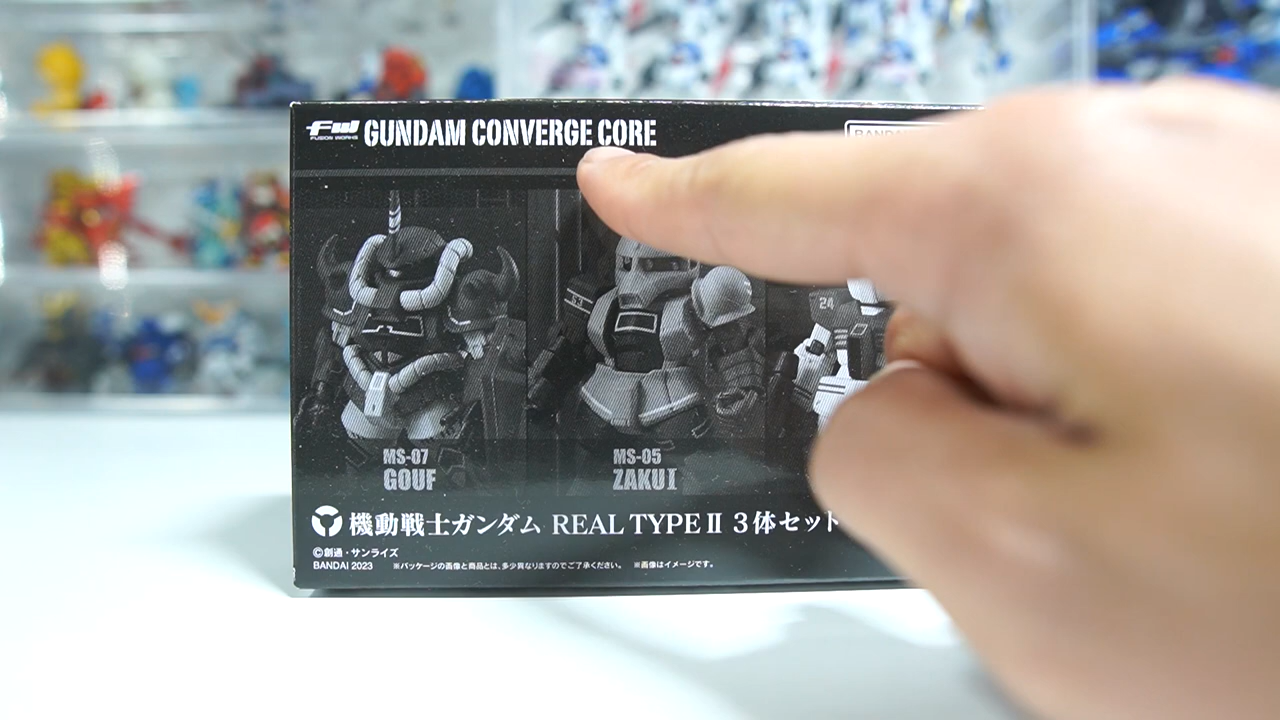 FW GUNDAM CONVERGE CORE
FUSION WORKS
BANDAI
24
MS-07
GOUF
MS-05
ZAKU I
機動戦士ガンダム REAL TYPE II 3体セット
©創通・サンライズ
BANDAI 2023 ※パッケージの画像と商品とは、多少異なりますのでご了承ください。 ※画像はイメージです。